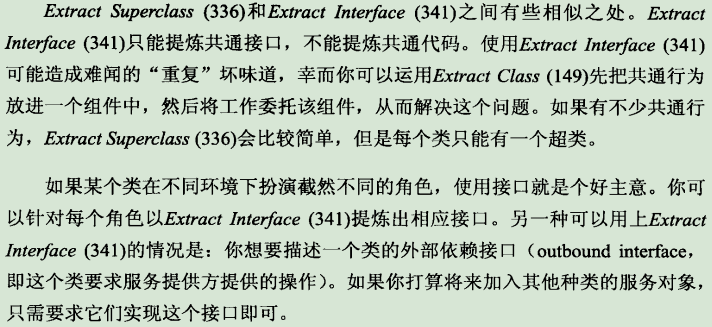 Extract Superclass (336)和Extract Interface (341)之间有些相似之处。Extract
Interface (341)只能提炼共通接口，不能提炼共通代码。使用Extract Interface (341)
可能造成难闻的“重复”坏味道，幸而你可以运用Extract Class (149)先把共通行为
放进一个组件中，然后将工作委托该组件，从而解决这个问题。如果有不少共通行
为，Extract Superclass (336)会比较简单，但是每个类只能有一个超类。
如果某个类在不同环境下扮演截然不同的角色，使用接口就是个好主意。你可
以针对每个角色以Extract Interface (341)提炼出相应接口。另一种可以用上Extract
Interface (341)的情况是：你想要描述一个类的外部依赖接口（outbound interface，
即这个类要求服务提供方提供的操作）。如果你打算将来加入其他种类的服务对象，
只需要求它们实现这个接口即可。